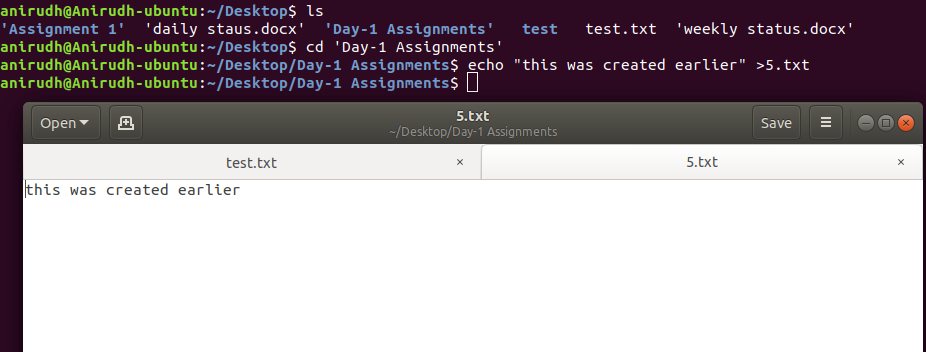 anirudh@Anirudh-ubuntu:~/Desktop$ ls
'Assignment 1'  'daily staus.docx'  'Day-1 Assignments'   test   test.txt  'weekly status.docx'
anirudh@Anirudh-ubuntu:~/Desktop$ cd 'Day-1 Assignments'
anirudh@Anirudh-ubuntu:~/Desktop/Day-1 Assignments$ echo "this was created earlier" >5.txt
anirudh@Anirudh-ubuntu:~/Desktop/Day-1 Assignments$
Open 5.txt Save
~/Desktop/Day-1 Assignments
test.txt × 5.txt ×
this was created earlier